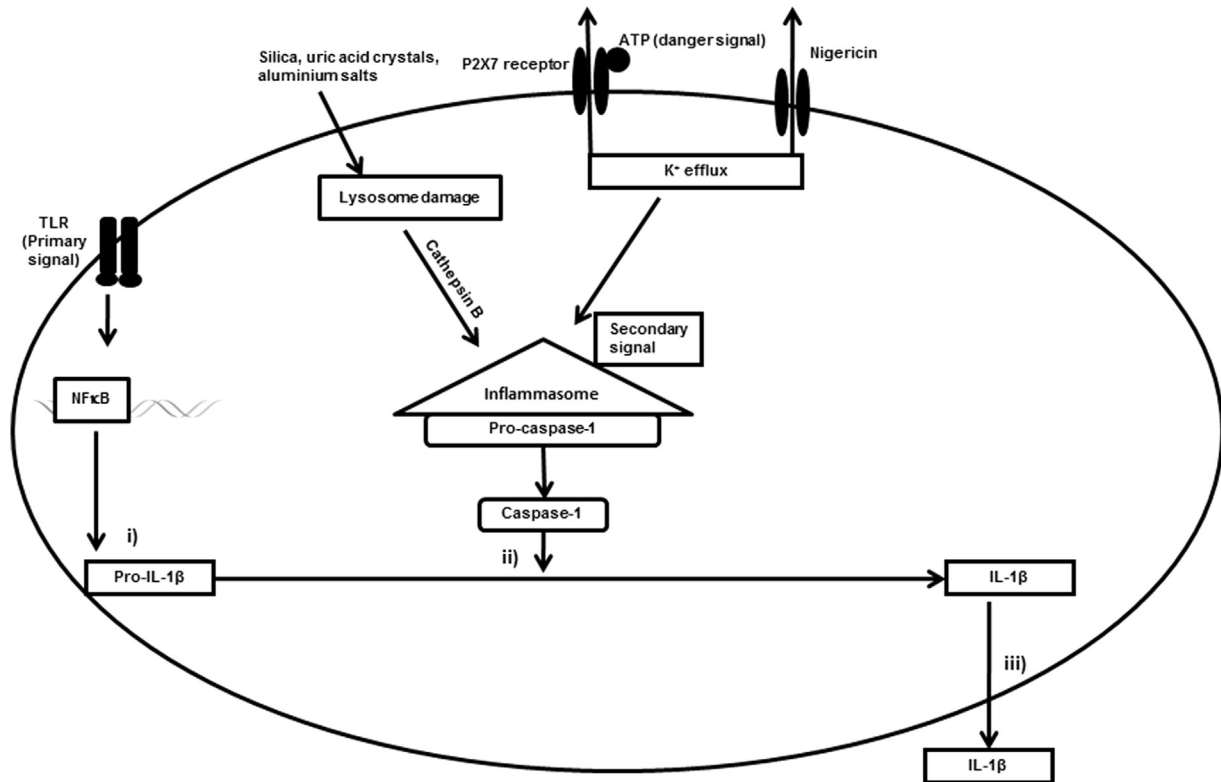 Silica, uric acid crystals,
aluminium salts
P2X7 receptor
ATP (danger signal)
Nigericin
K⁺ efflux
Lysosome damage
TLR
(Primary
signal)
Cathepsin B
Secondary
signal
NFκB
Inflammasome
Pro-caspase-1
Caspase-1
i)
ii)
Pro-IL-1β
IL-1β
iii)
IL-1β